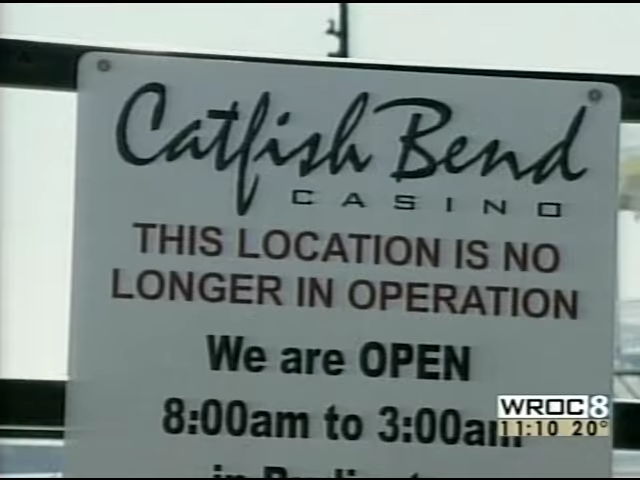 Catfish Bend
CASINO
THIS LOCATION IS NO
LONGER IN OPERATION
We are OPEN
8:00am to 3:00am
in
WROC 8
11:10 20°